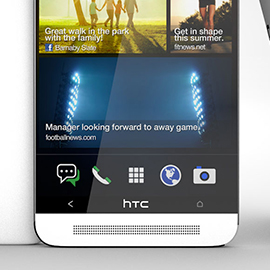 Great walk in the park
with the family!
Barnaby Slate
Get in shape
this summer.
fitnews.net
Manager looking forward to away game.
footballnews.com
hTC